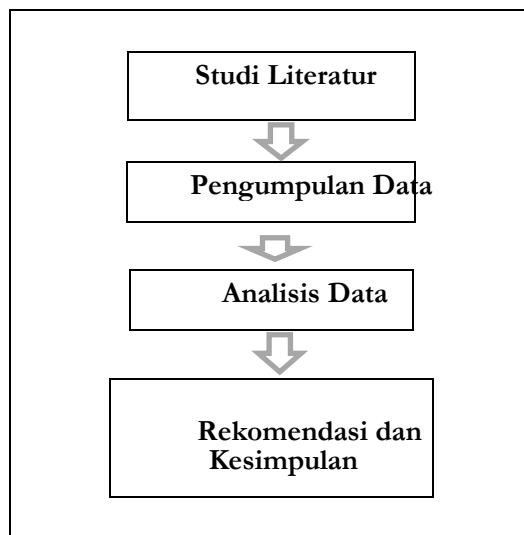 Studi Literatur
Pengumpulan Data
Analisis Data
Rekomendasi dan
Kesimpulan